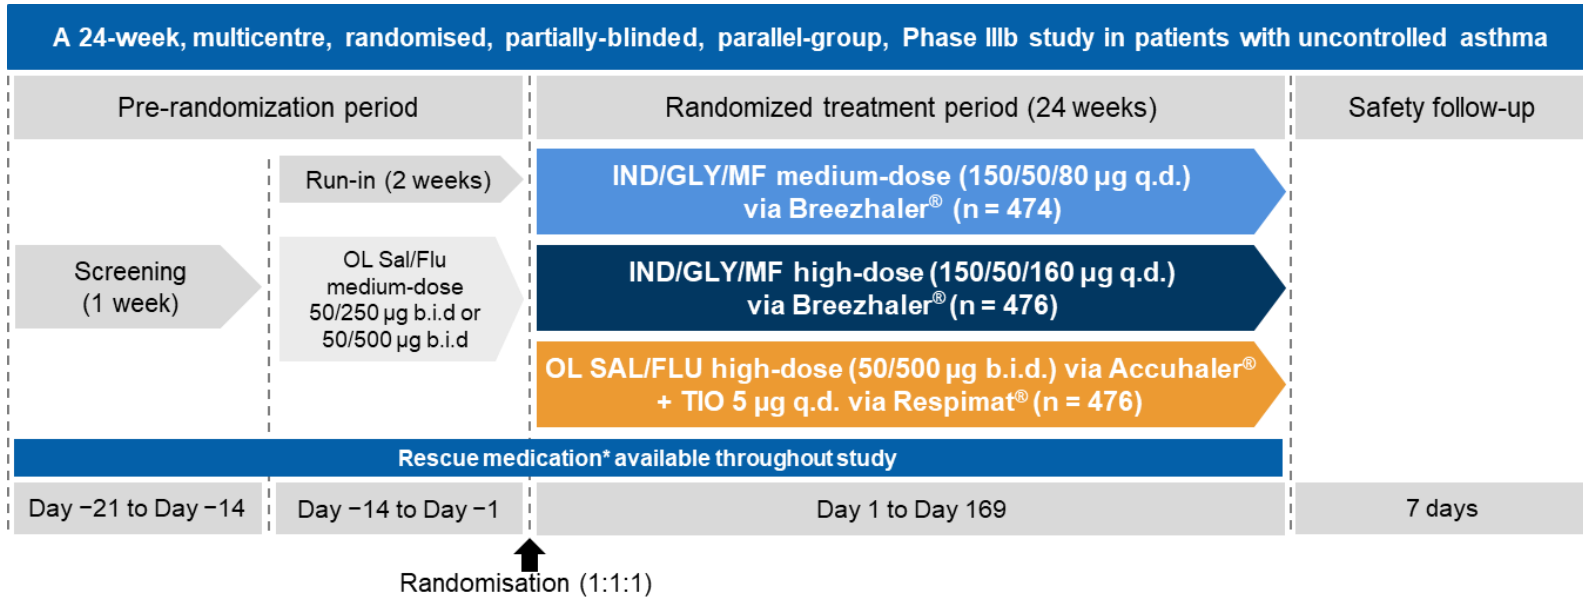 A 24-week, multicentre, randomised, partially-blinded, parallel-group, Phase IIIb study in patients with uncontrolled asthma
Pre-randomization period
Randomized treatment period (24 weeks)
Safety follow-up
Screening
(1 week)
Run-in (2 weeks)
OL Sal/Flu
medium-dose
50/250 µg b.i.d or
50/500 µg b.i.d
IND/GLY/MF medium-dose (150/50/80 µg q.d.)
via Breezhaler® (n = 474)
IND/GLY/MF high-dose (150/50/160 µg q.d.)
via Breezhaler® (n = 476)
OL SAL/FLU high-dose (50/500 µg b.i.d.) via Accuhaler®
+ TIO 5 µg q.d. via Respimat® (n = 476)
Rescue medication* available throughout study
Day −21 to Day −14
Day −14 to Day −1
Day 1 to Day 169
7 days
Randomisation (1:1:1)